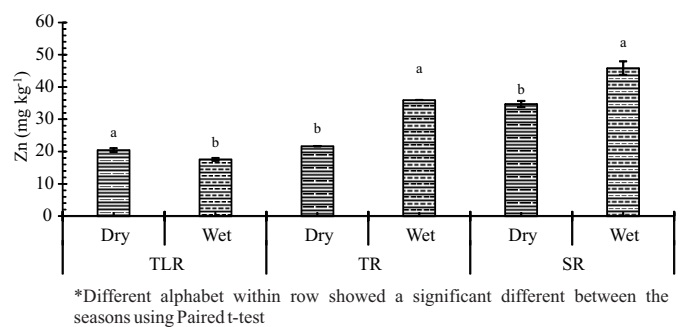 60
50
40
30
20
10
0
Zn (mg kg⁻¹)
a
b
b
a
b
a
Dry Wet Dry Wet Dry Wet
TLR TR SR
*Different alphabet within row showed a significant different between the
seasons using Paired t-test